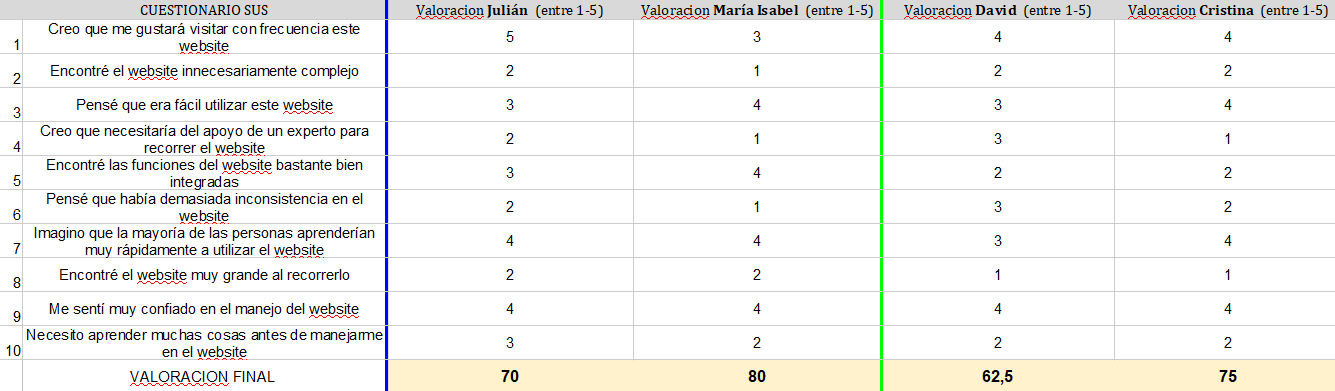 CUESTIONARIO SUS Valoracion Julián (entre 1-5) Valoracion María Isabel (entre 1-5) Valoracion David (entre 1-5) Valoracion Cristina (entre 1-5)
1 Creo que me gustará visitar con frecuencia este
website 5 3 4 4
2 Encontré el website innecesariamente complejo 2 1 2 2
3 Pensé que era fácil utilizar este website 3 4 3 4
4 Creo que necesitaría del apoyo de un experto para
recorrer el website 2 1 3 1
5 Encontré las funciones del website bastante bien
integradas 3 4 2 2
6 Pensé que había demasiada inconsistencia en el
website 2 1 3 2
7 Imagino que la mayoría de las personas aprenderían
muy rápidamente a utilizar el website 4 4 3 4
8 Encontré el website muy grande al recorrerlo 2 2 1 1
9 Me sentí muy confiado en el manejo del website 4 4 4 4
10 Necesito aprender muchas cosas antes de manejarme
en el website 3 2 2 2
VALORACION FINAL 70 80 62,5 75